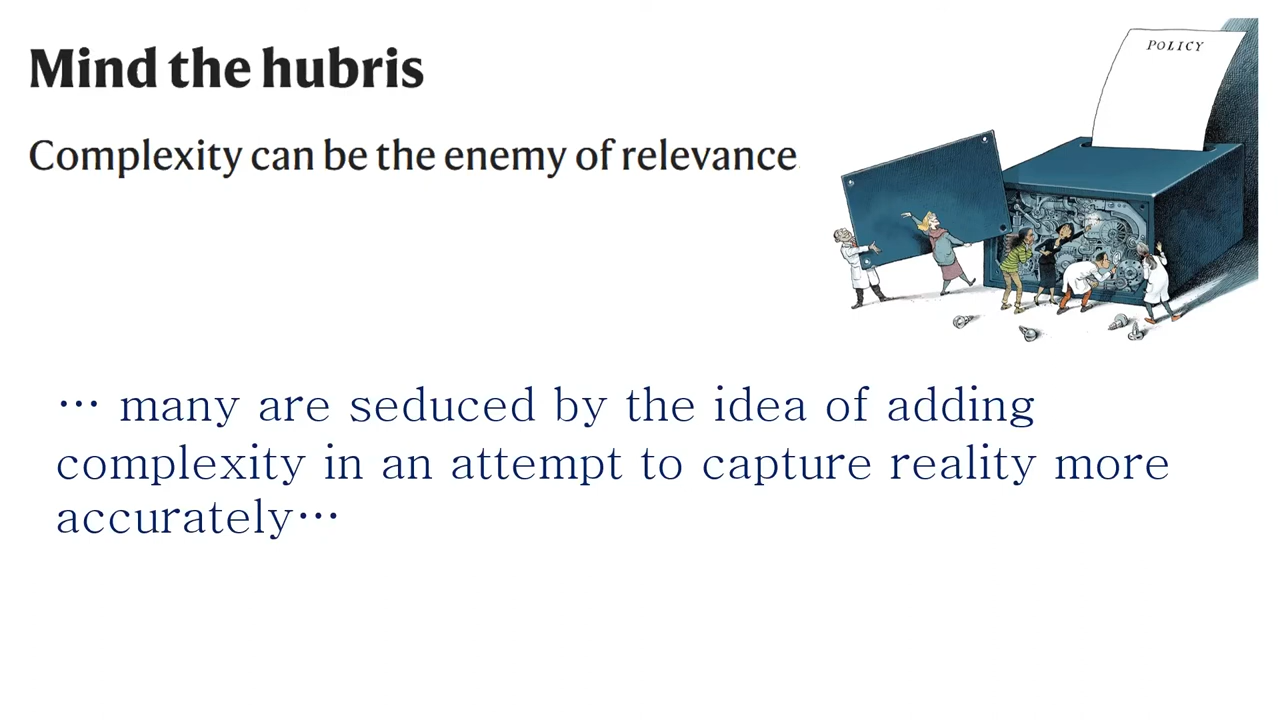 Mind the hubris
Complexity can be the enemy of relevance
POLICY
… many are seduced by the idea of adding
complexity in an attempt to capture reality more
accurately…